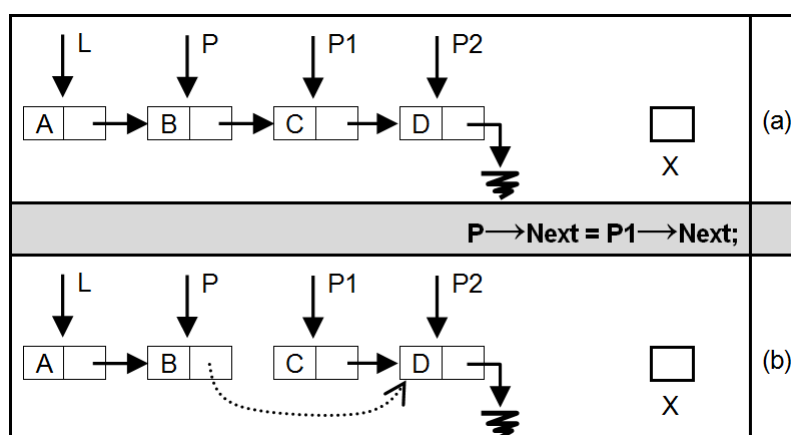 L P P1 P2
A B C D (a)
X
P→Next = P1→Next;
L P P1 P2
A B C D (b)
X